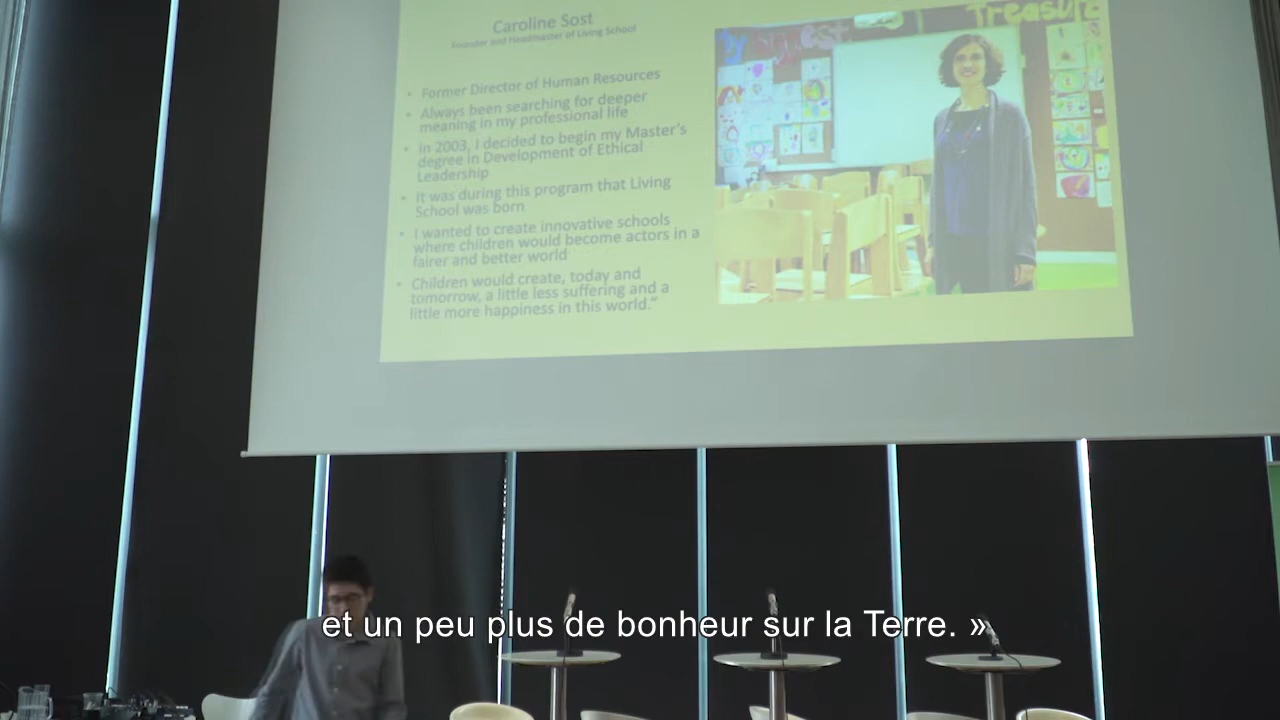 Caroline Sost
Founder and Headmaster of Living School
• Former Director of Human Resources
• Always been searching for deeper
meaning in my professional life
• In 2003, I decided to begin my Master's
degree in Development of Ethical
Leadership
• It was during this program that Living
School was born
• I wanted to create innovative schools
where children would become actors in a
fairer and better world
• Children would create, today and
tomorrow, a little less suffering and a
little more happiness in this world."
Treasure
et un peu plus de bonheur sur la Terre. »